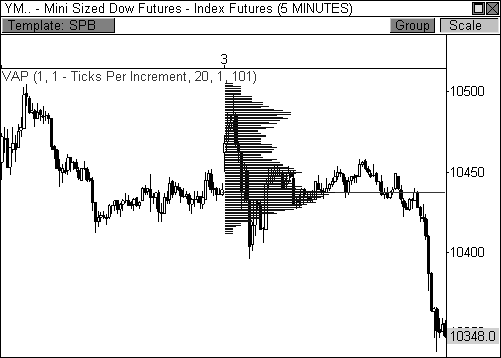 YM.. - Mini Sized Dow Futures - Index Futures (5 MINUTES)
Template: SPB Group Scale
3
VAP (1, 1 - Ticks Per Increment, 20, 1, 101)
10500
10450
10400
10348.0